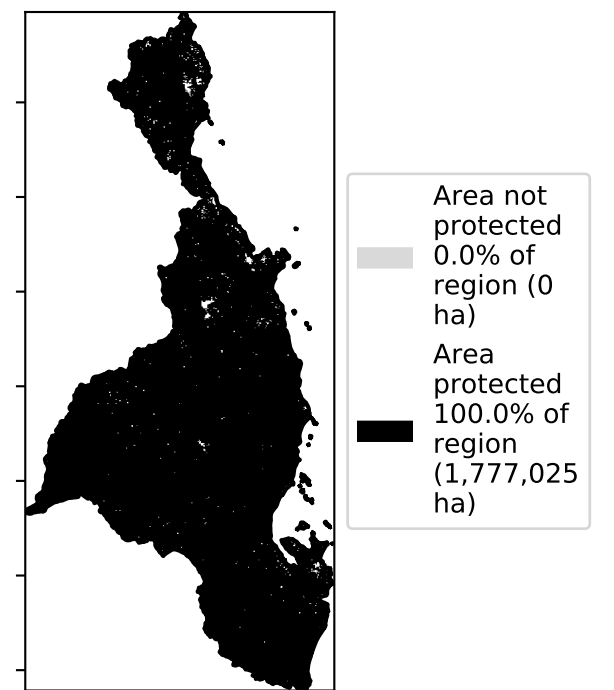 Area not
protected
0.0% of
region (0
ha)
Area
protected
100.0% of
region
(1,777,025
ha)